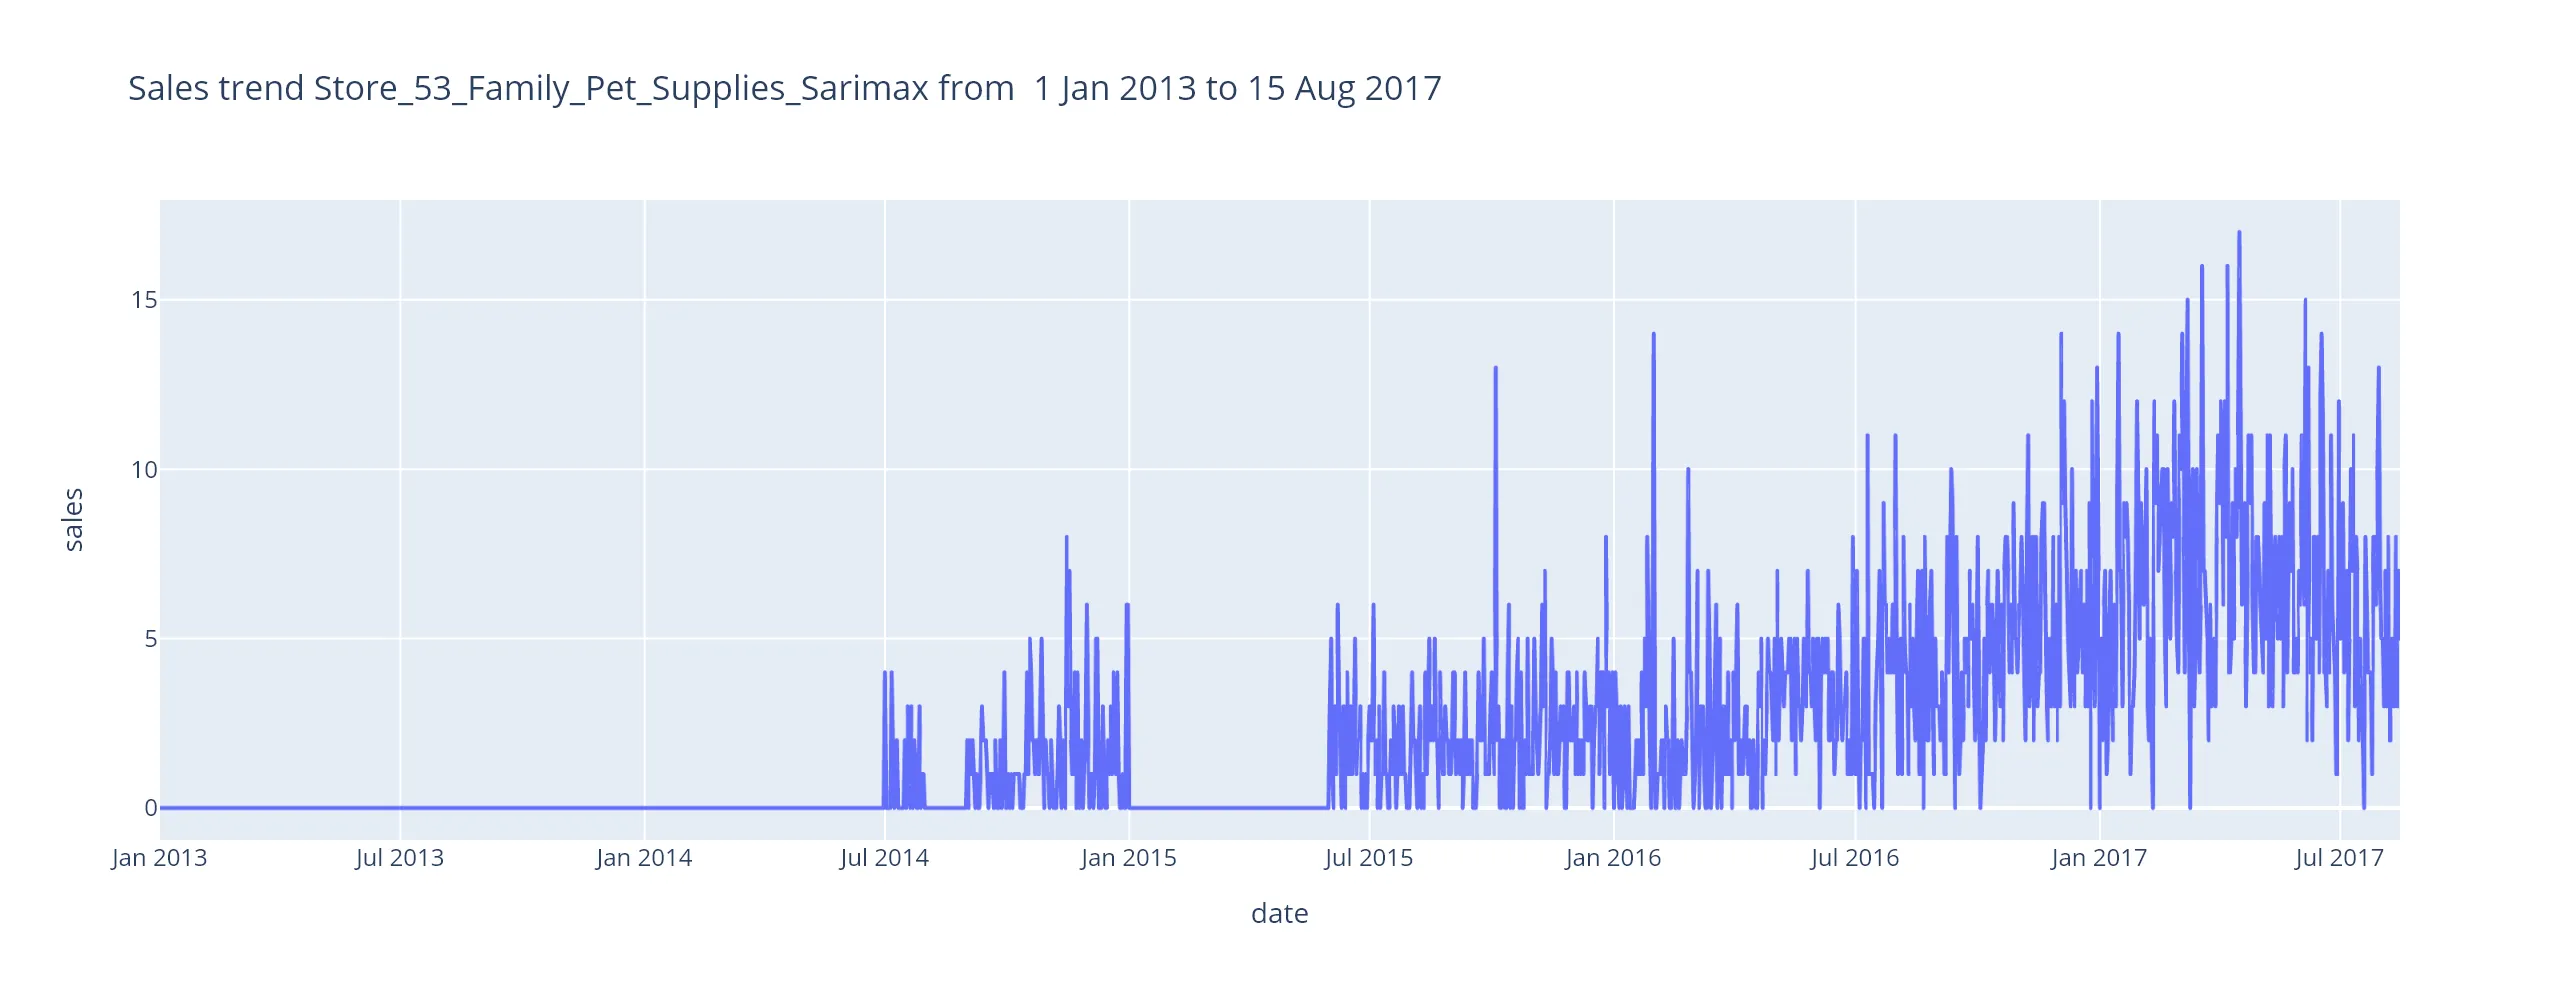 Sales trend Store_53_Family_Pet_Supplies_Sarimax from  1 Jan 2013 to 15 Aug 2017
15
10
5
0
sales
Jan 2013 Jul 2013 Jan 2014 Jul 2014 Jan 2015 Jul 2015 Jan 2016 Jul 2016 Jan 2017 Jul 2017
date